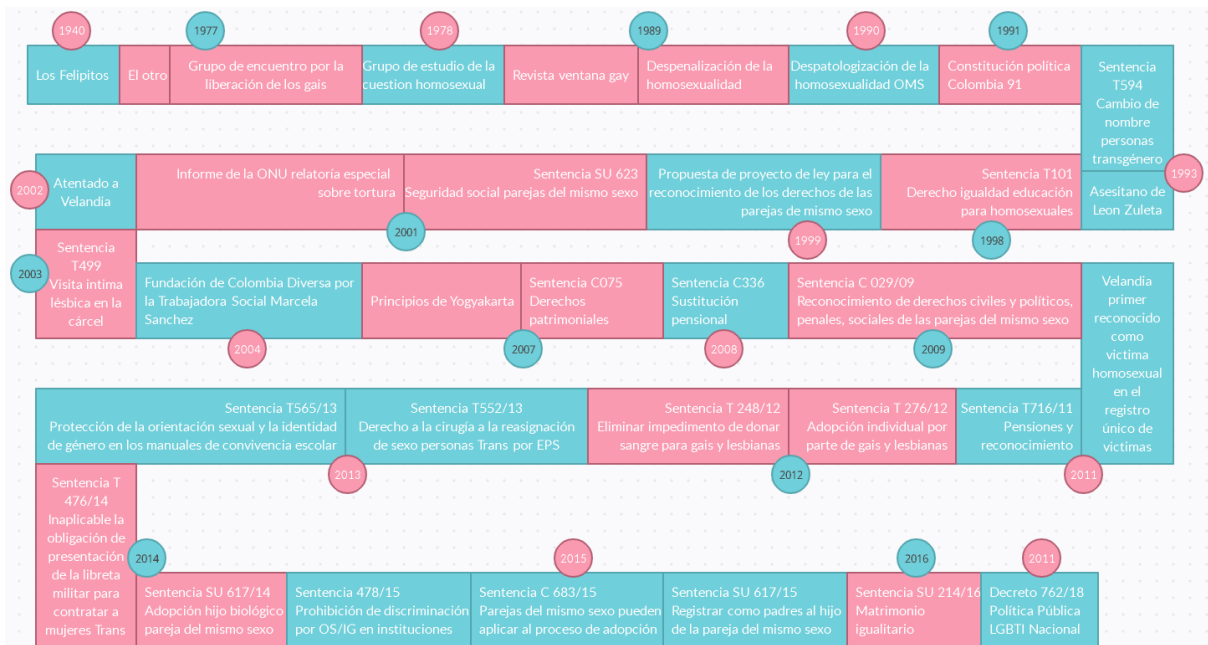 1940
1977
1978
1989
1990
1991
Los Felipitos
El otro
Grupo de encuentro por la
liberación de los gais
Grupo de estudio de la
cuestion homosexual
Revista ventana gay
Despenalización de la
homosexualidad
Despatologización de la
homosexualidad OMS
Constitución política
Colombia 91
Sentencia
T594
Cambio de
nombre
personas
transgénero
1993
Asesitano de
Leon Zuleta
Sentencia T101
Derecho igualdad educación
para homosexuales
1998
Propuesta de proyecto de ley para el
reconocimiento de los derechos de las
parejas de mismo sexo
1999
Sentencia SU 623
Seguridad social parejas del mismo sexo
2001
Informe de la ONU relatoría especial
sobre tortura
Atentado a
Velandia
2002
2003
Sentencia
T499
Visita intima
lésbica en la
cárcel
Fundación de Colombia Diversa por
la Trabajadora Social Marcela
Sanchez
2004
Principios de Yogyakarta
Sentencia C075
Derechos
patrimoniales
2007
Sentencia C336
Sustitución
pensional
2008
Sentencia C 029/09
Reconocimiento de derechos civiles y políticos,
penales, sociales de las parejas del mismo sexo
2009
Velandia
primer
reconocido
como
victima
homosexual
en el
registro
único de
victimas
2011
Sentencia T716/11
Pensiones y
reconocimiento
Sentencia T 276/12
Adopción individual por
parte de gais y lesbianas
2012
Sentencia T 248/12
Eliminar impedimento de donar
sangre para gais y lesbianas
Sentencia T552/13
Derecho a la cirugía a la reasignación
de sexo personas Trans por EPS
2013
Sentencia T565/13
Protección de la orientación sexual y la identidad
de género en los manuales de convivencia escolar
Sentencia T
476/14
Inaplicable la
obligación de
presentación
de la libreta
militar para
contratar a
mujeres Trans
2014
Sentencia SU 617/14
Adopción hijo biológico
pareja del mismo sexo
Sentencia 478/15
Prohibición de discriminación
por OS/IG en instituciones
2015
Sentencia C 683/15
Parejas del mismo sexo pueden
aplicar al proceso de adopción
Sentencia SU 617/15
Registrar como padres al hijo
de la pareja del mismo sexo
2016
Sentencia SU 214/16
Matrimonio
igualitario
2011
Decreto 762/18
Política Pública
LGBTI Nacional